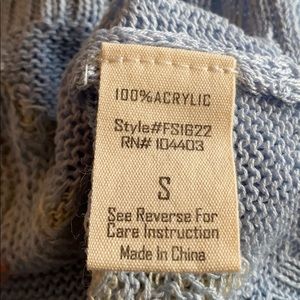 100%ACRYLIC
Style#FS1622
RN# 104403
S
See Reverse For
Care Instruction
Made In China